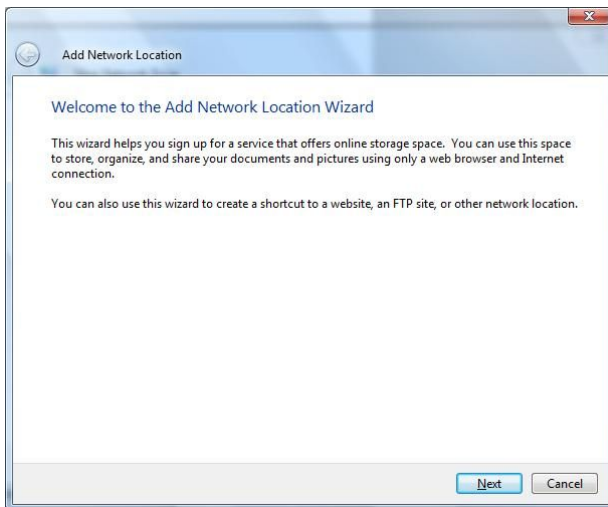 Add Network Location
Welcome to the Add Network Location Wizard
This wizard helps you sign up for a service that offers online storage space. You can use this space
to store, organize, and share your documents and pictures using only a web browser and Internet
connection.
You can also use this wizard to create a shortcut to a website, an FTP site, or other network location.
Next
Cancel